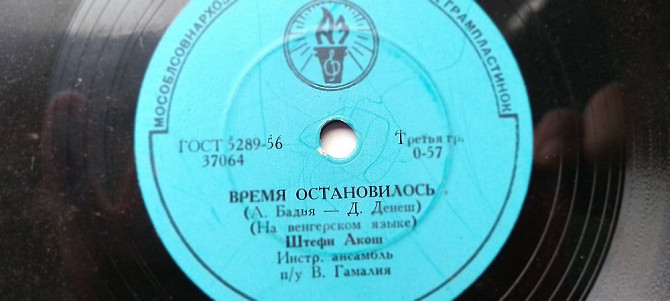 МОСОБЛСОВНАРХОЗ
ГРАМПЛАСТИНОК
ГОСТ 5289-56
37064
Третья гр.
0-57
ВРЕМЯ ОСТАНОВИЛОСЬ
(А. Бадья — Д. Денеш)
(На венгерском языке)
Штефи Акош
Инстр. ансамбль
п/у В. Гамалия